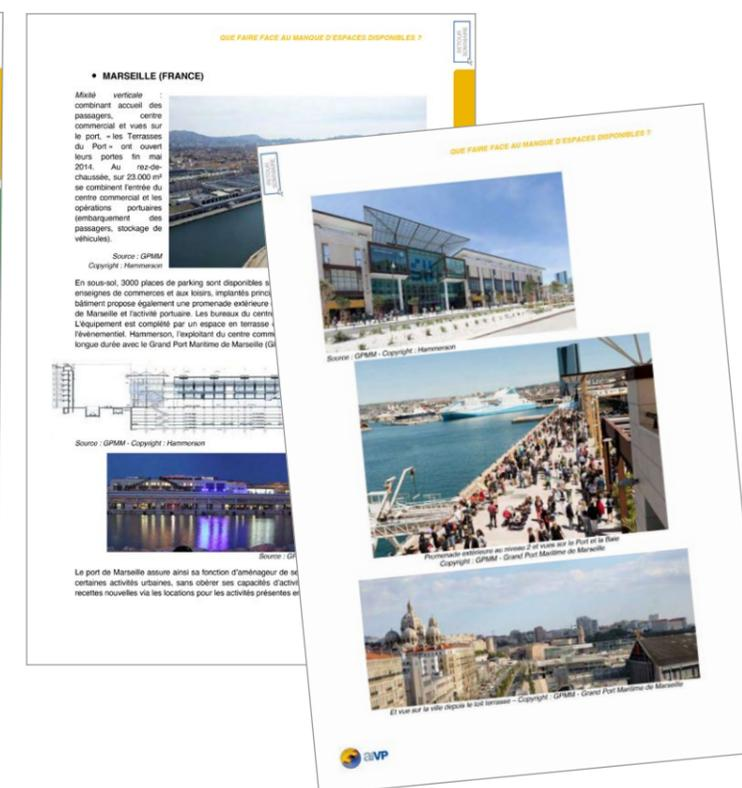 QUE FAIRE FACE AU MANQUE D'ESPACES DISPONIBLES ?
• MARSEILLE (FRANCE)
Mixité verticale :
combinant accueil des
passagers, centre
commercial et vues sur
le port, « les Terrasses
du Port » ont ouvert
leurs portes fin mai
2014. Au rez-de-
chaussée, sur 23.000 m²
se combinent l'entrée du
centre commercial et les
opérations portuaires
(embarquement des
passagers, stockage de
véhicules).
Source : GPMM
Copyright : Hammerson
En sous-sol, 3000 places de parking sont disponibles
enseignes de commerces et aux loisirs, implantés
bâtiment propose également une promenade extérieure
de Marseille et l'activité portuaire. Les bureaux du centre
L'équipement est complété par un espace en terrasse
l'événementiel. Hammerson, l'exploitant du centre
longue durée avec le Grand Port Maritime de Marseille
Source : GPMM - Copyright : Hammerson
Source :
Le port de Marseille assure ainsi sa fonction d'aménageur de
certaines activités urbaines, sans obérer ses capacités
recettes nouvelles via les locations pour les activités présentes
QUE FAIRE FACE AU MANQUE D'ESPACES DISPONIBLES ?
Source : GPMM - Copyright : Hammerson
Promenade extérieure au niveau 2 et vues sur le Port et la Baie
Copyright : GPMM - Grand Port Maritime de Marseille
Et vue sur la ville depuis le toit terrasse – Copyright : GPMM - Grand Port Maritime de Marseille
aiVP